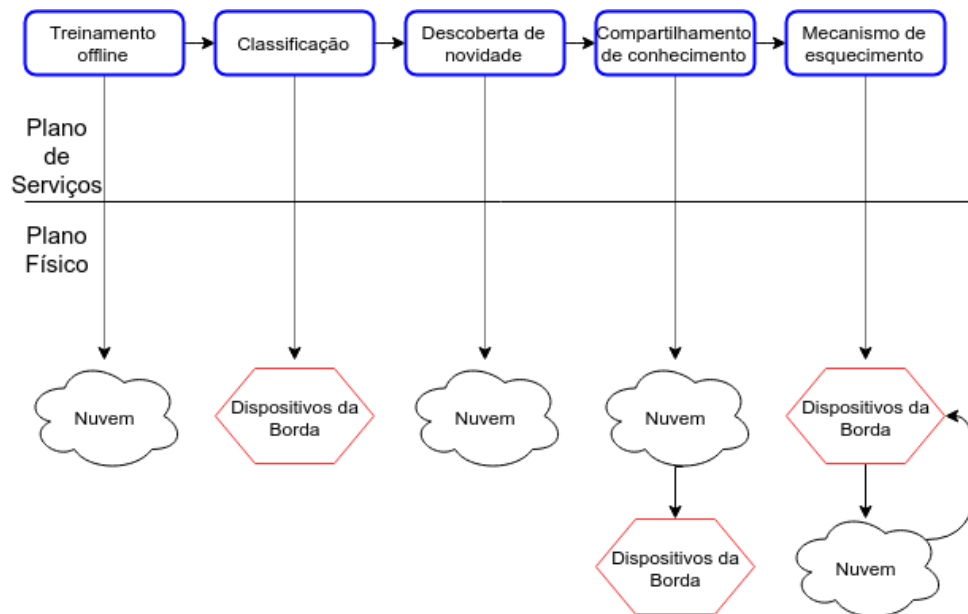 Treinamento
offline
Classificação
Descoberta de
novidade
Compartilhamento
de conhecimento
Mecanismo de
esquecimento
Plano
de
Serviços
Plano
Físico
Nuvem
Dispositivos da
Borda
Nuvem
Nuvem
Dispositivos da
Borda
Dispositivos da
Borda
Nuvem